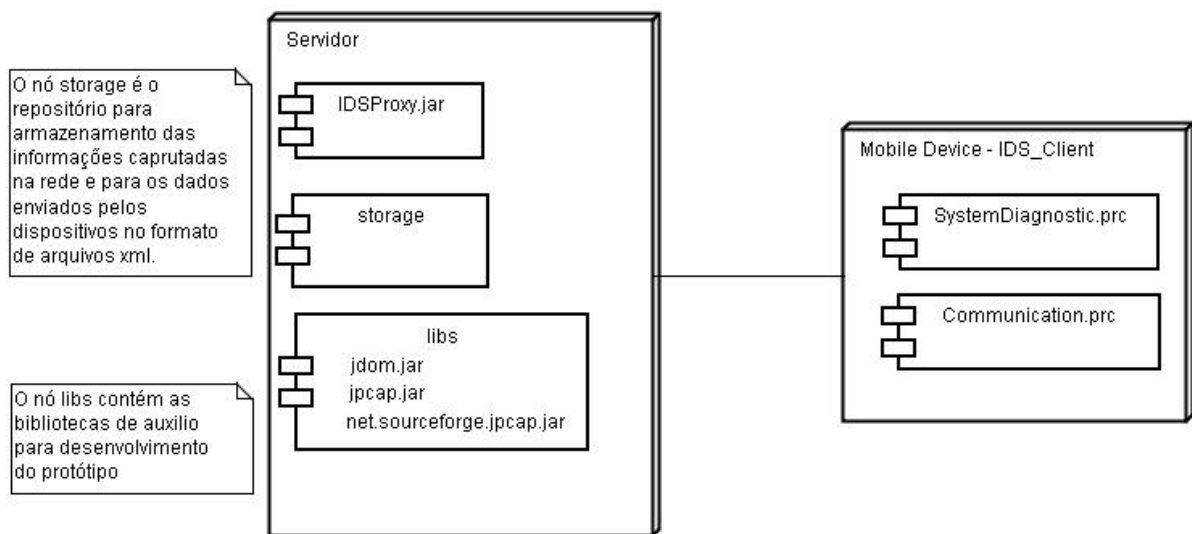 O nó storage é o
repositório para
armazenamento das
informações caprutadas
na rede e para os dados
enviados pelos
dispositivos no formato
de arquivos xml.
O nó libs contém as
bibliotecas de auxilio
para desenvolvimento
do protótipo
Servidor
IDSProxy.jar
storage
libs
jdom.jar
jpcap.jar
net.sourceforge.jpcap.jar
Mobile Device - IDS_Client
SystemDiagnostic.prc
Communication.prc